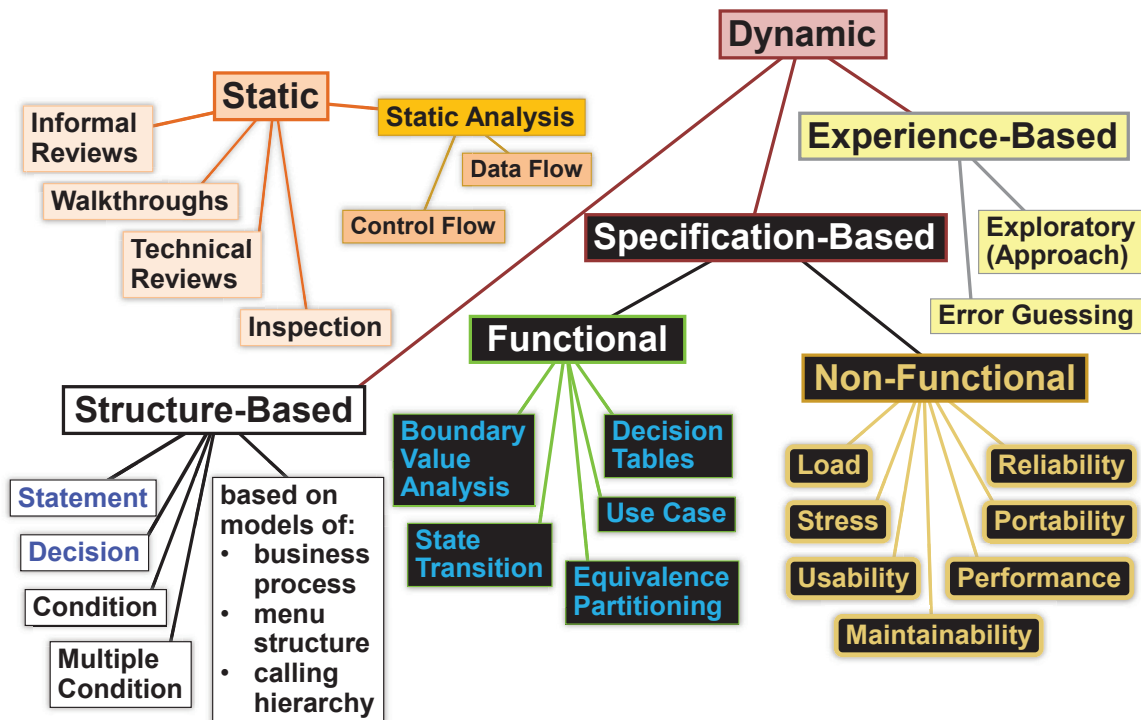 Dynamic
Static
Static Analysis
Informal
Reviews
Experience-Based
Data Flow
Walkthroughs
Control Flow
Specification-Based
Exploratory
(Approach)
Technical
Reviews
Inspection
Error Guessing
Functional
Non-Functional
Structure-Based
Boundary
Value
Analysis
Decision
Tables
Load
Reliability
Statement
based on
models of:
• business
process
• menu
structure
• calling
hierarchy
Use Case
Stress
Portability
Decision
State
Transition
Equivalence
Partitioning
Usability
Performance
Condition
Maintainability
Multiple
Condition